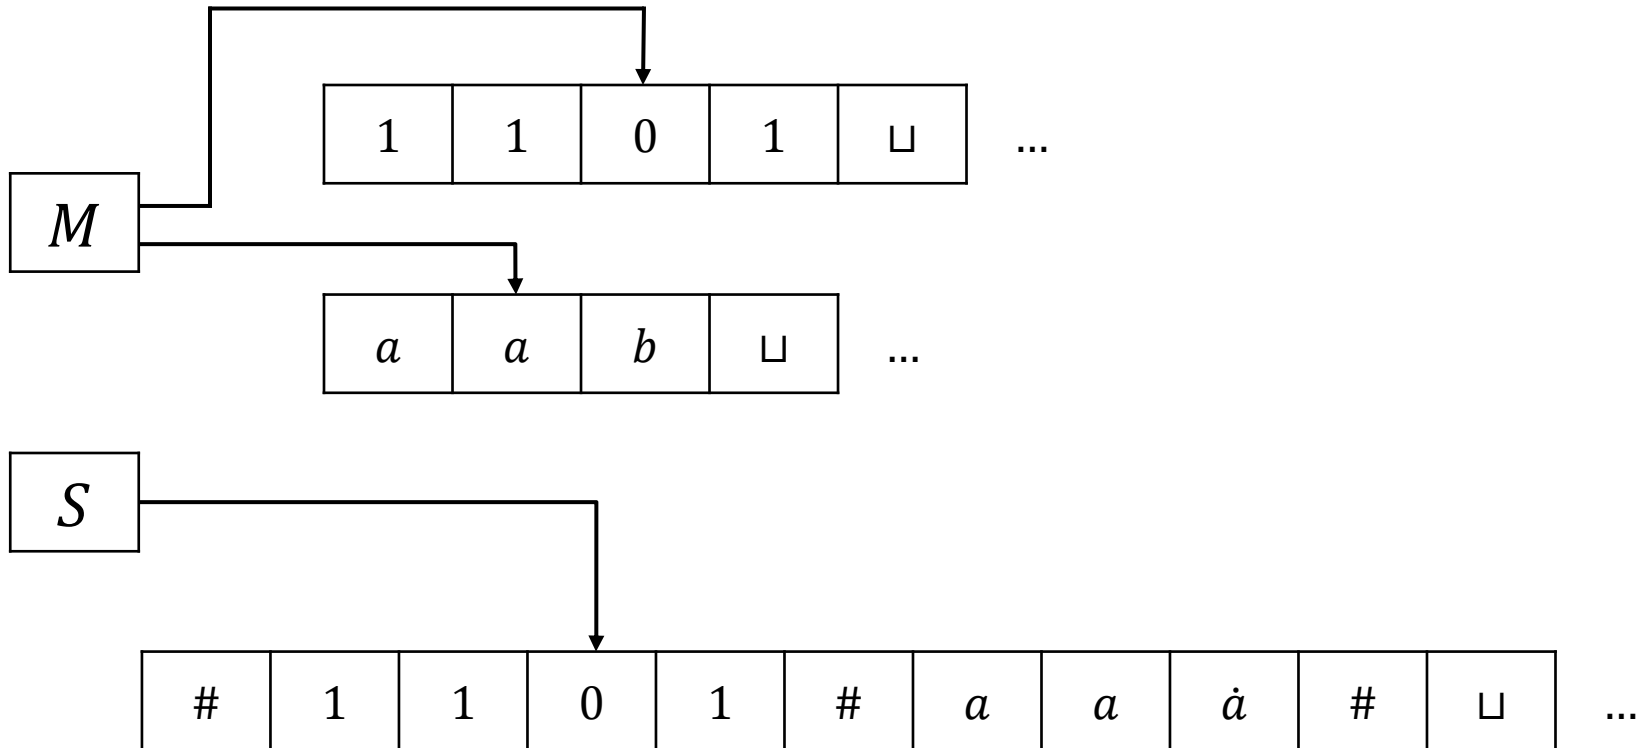 1 1 0 1 ⊔ ...
M
a a b ⊔ ...
S
# 1 1 0 1 # a a ȧ # ⊔ ...